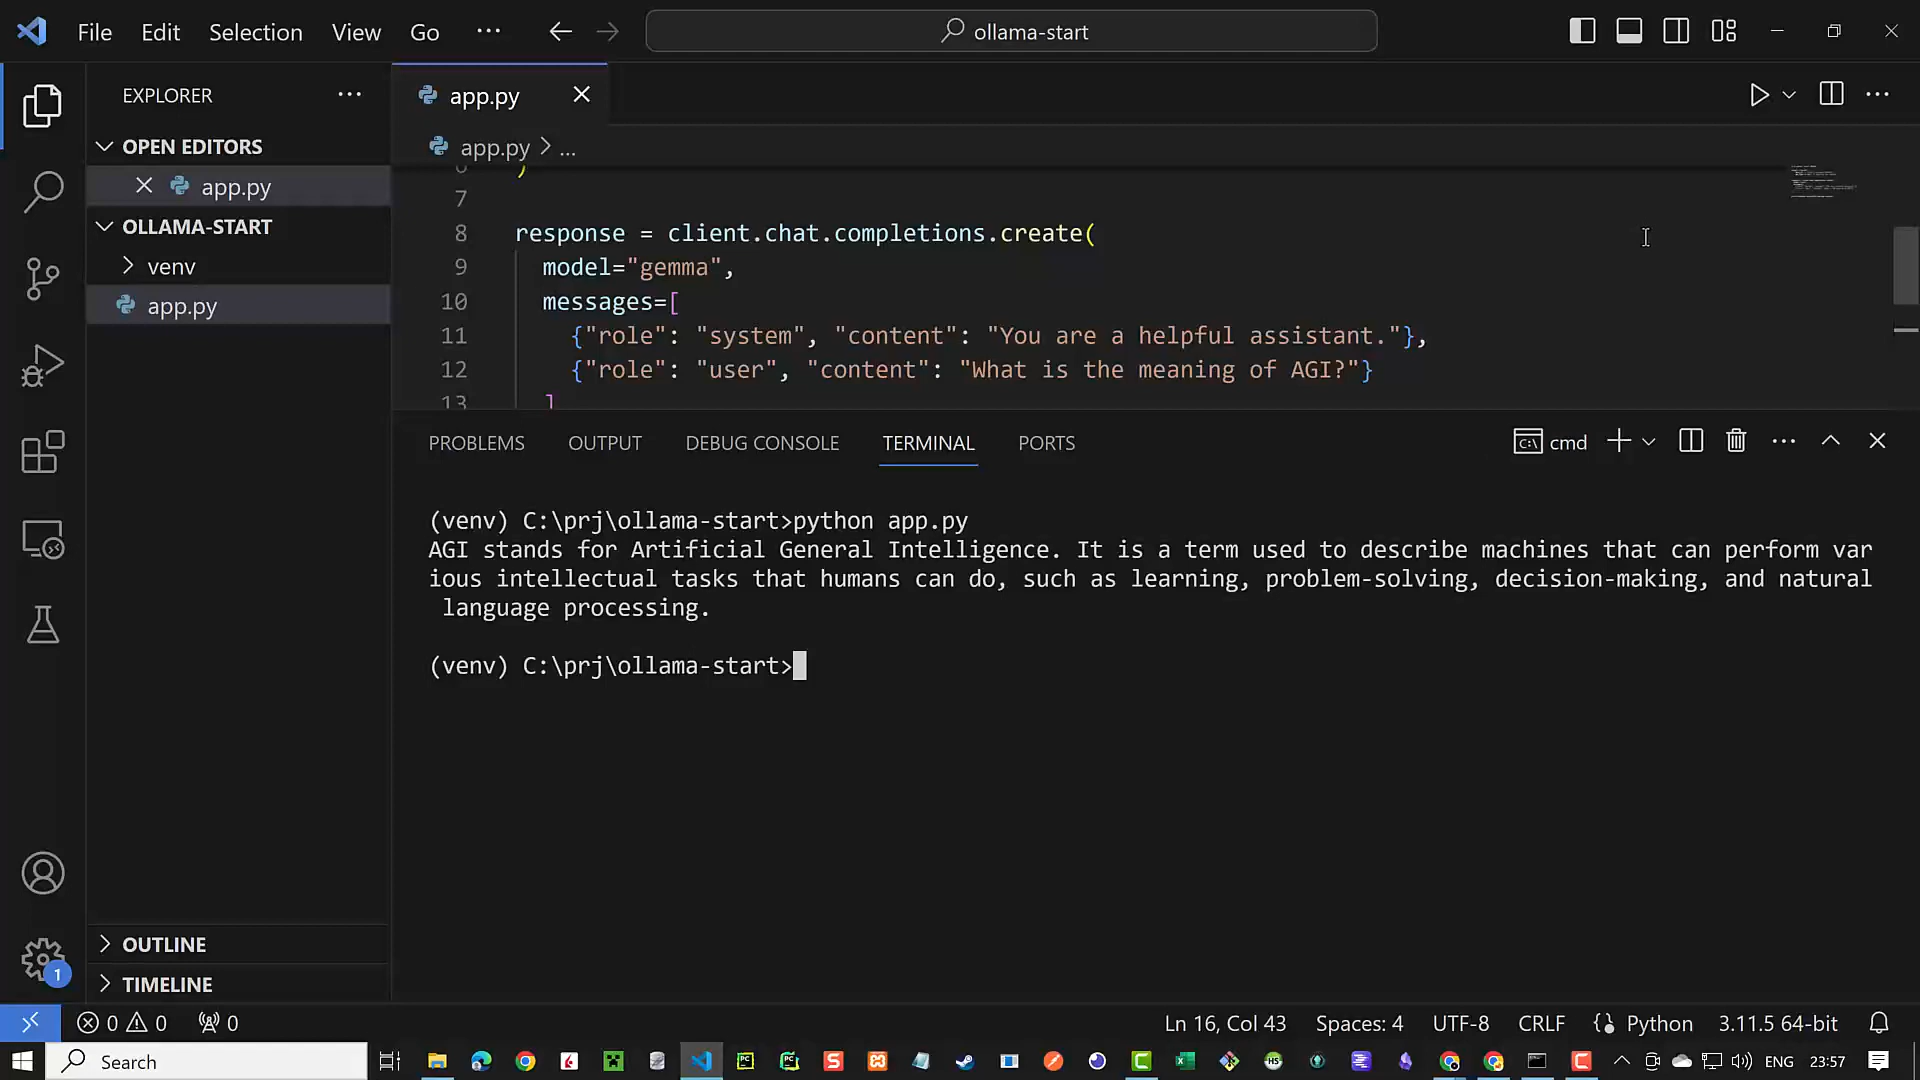 File Edit Selection View Go ··· ollama-start
EXPLORER ···
OPEN EDITORS
app.py
OLLAMA-START
venv
app.py
OUTLINE
TIMELINE
app.py
app.py > ...
6 )
7
8 response = client.chat.completions.create(
9 model="gemma",
10 messages=[
11 {"role": "system", "content": "You are a helpful assistant."},
12 {"role": "user", "content": "What is the meaning of AGI?"}
13 ]
PROBLEMS OUTPUT DEBUG CONSOLE TERMINAL PORTS cmd
(venv) C:\prj\ollama-start>python app.py
AGI stands for Artificial General Intelligence. It is a term used to describe machines that can perform var
ious intellectual tasks that humans can do, such as learning, problem-solving, decision-making, and natural
language processing.
(venv) C:\prj\ollama-start>
1
0 0 0 Ln 16, Col 43 Spaces: 4 UTF-8 CRLF Python 3.11.5 64-bit
Search ENG 23:57